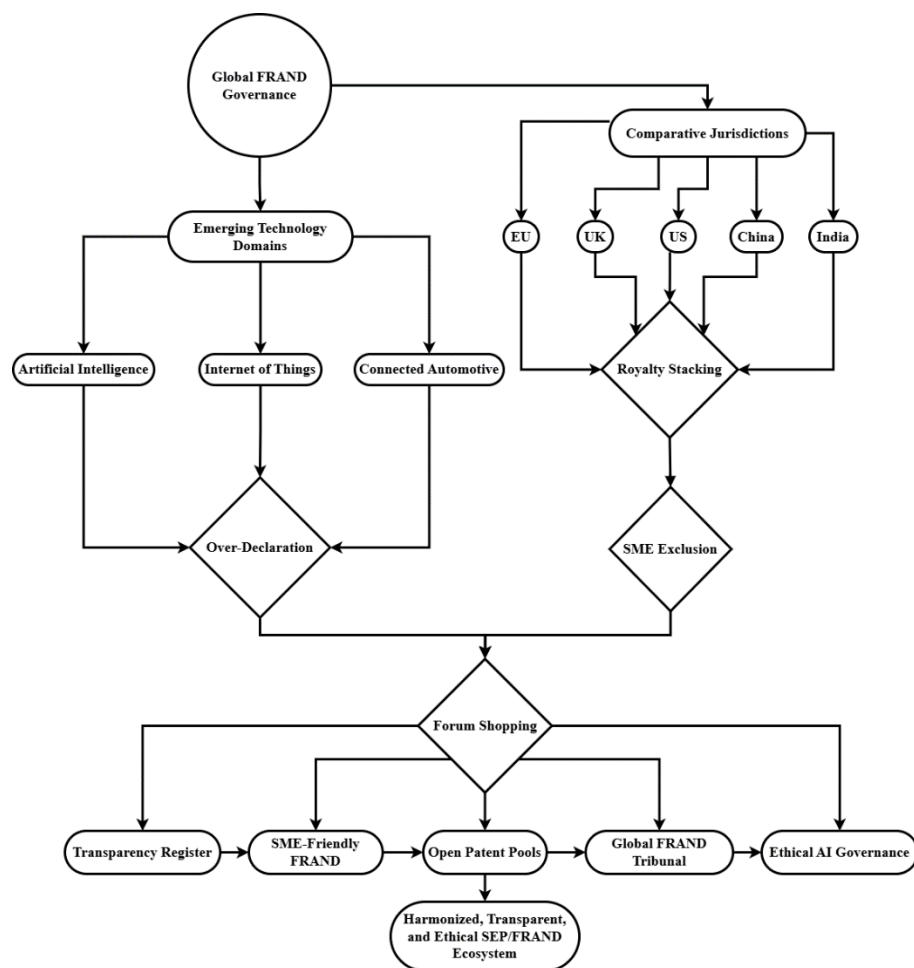 Global FRAND
Governance
Comparative Jurisdictions
Emerging Technology
Domains
EU
UK
US
China
India
Artificial Intelligence
Internet of Things
Connected Automotive
Royalty Stacking
Over-Declaration
SME Exclusion
Forum Shopping
Transparency Register
SME-Friendly
FRAND
Open Patent Pools
Global FRAND
Tribunal
Ethical AI Governance
Harmonized, Transparent,
and Ethical SEP/FRAND
Ecosystem